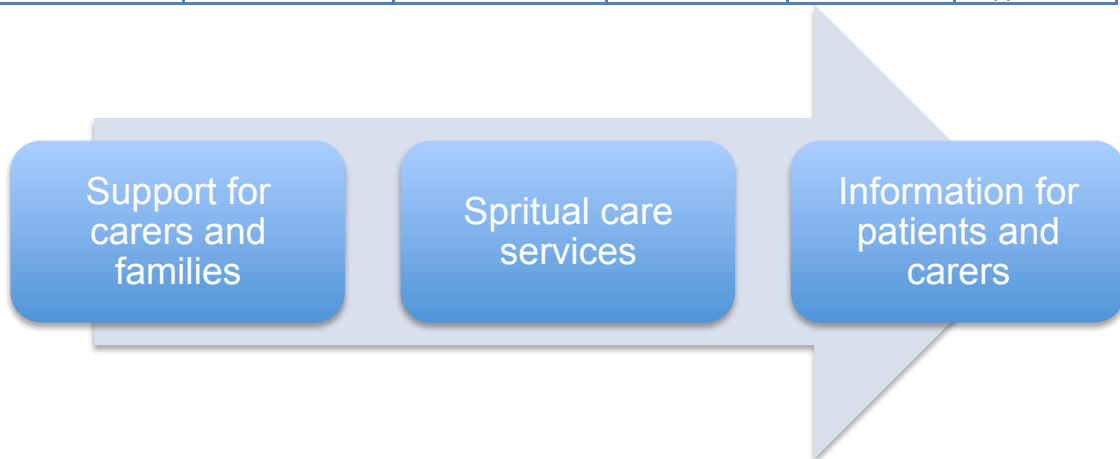 Support for
carers and
families
Spritual care
services
Information for
patients and
carers